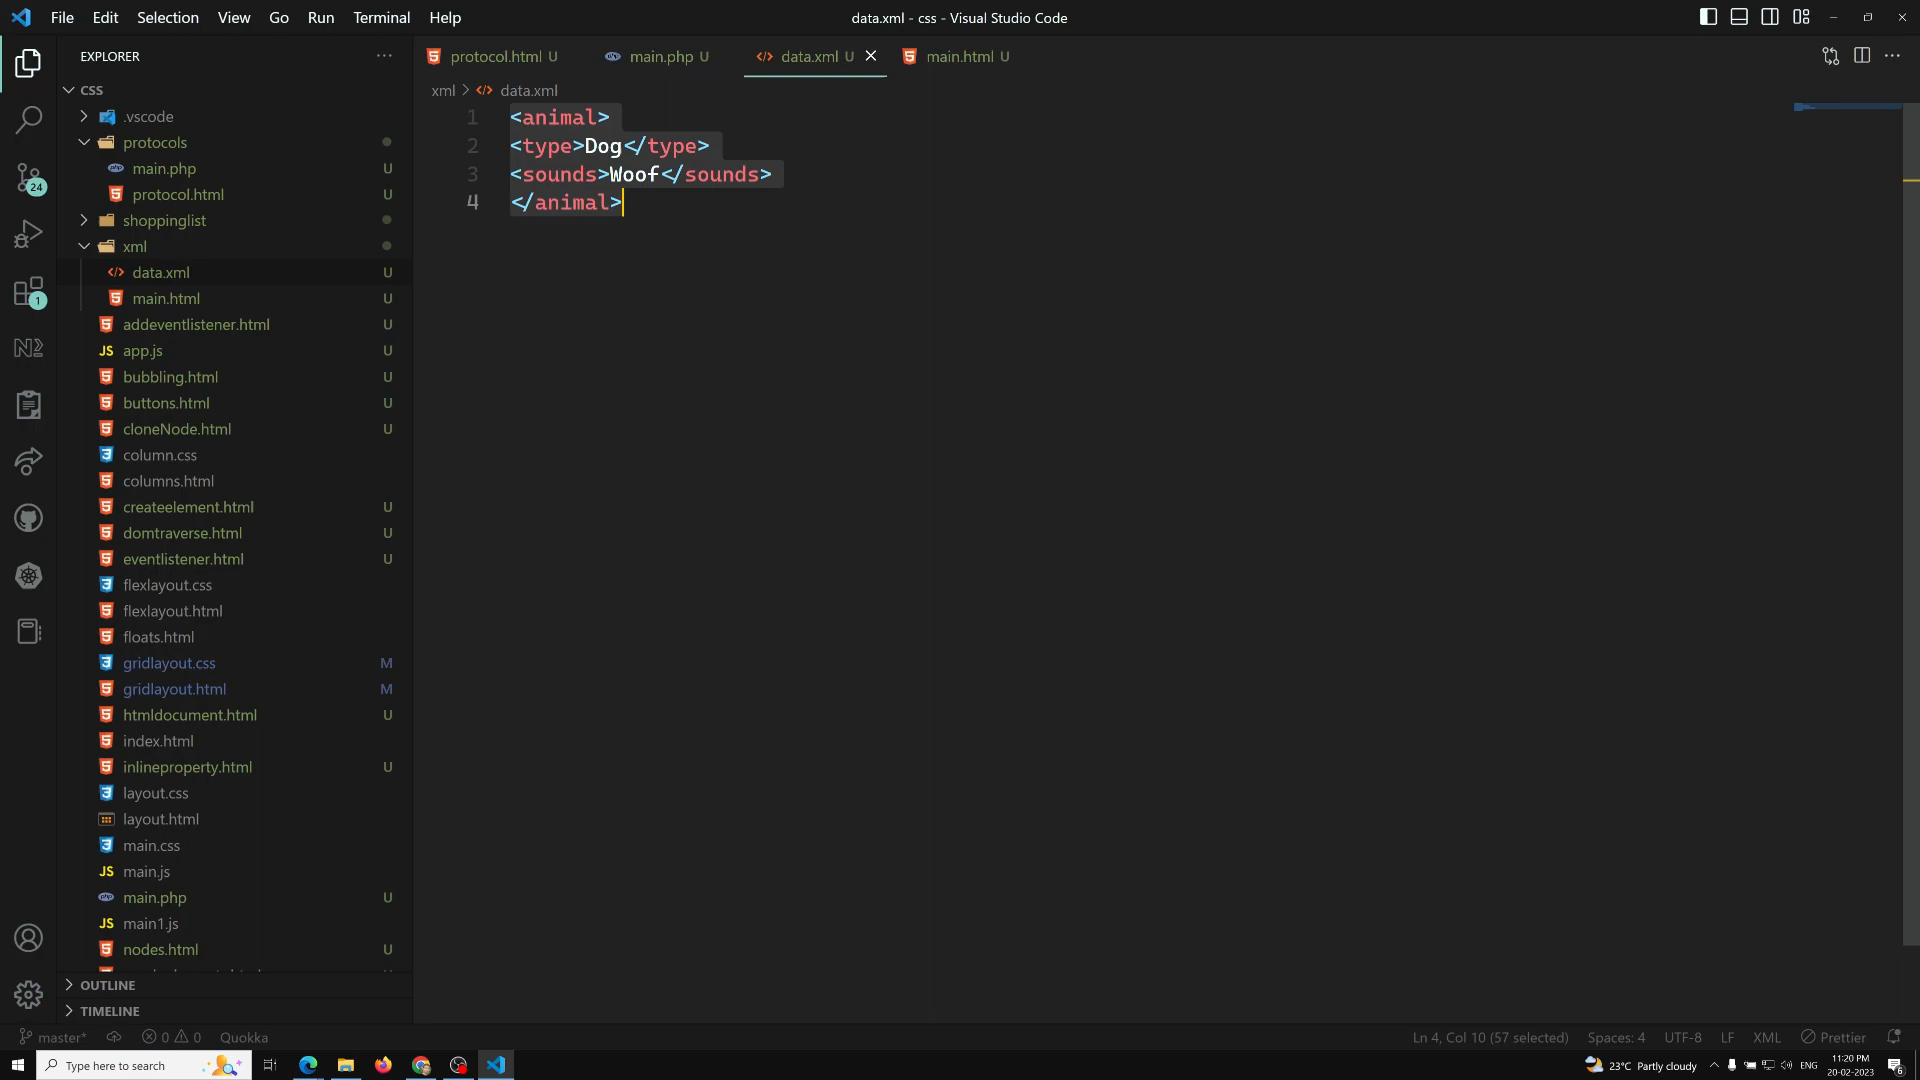 File Edit Selection View Go Run Terminal Help
data.xml - css - Visual Studio Code
EXPLORER
protocol.html U
main.php U
data.xml U
main.html U
CSS
xml > data.xml
.vscode
protocols
main.php U
protocol.html U
shoppinglist
xml
data.xml U
main.html U
addeventlistener.html U
JS app.js U
bubbling.html U
buttons.html U
cloneNode.html U
column.css
columns.html
createelement.html U
domtraverse.html U
eventlistener.html U
flexlayout.css
flexlayout.html
floats.html
gridlayout.css M
gridlayout.html M
htmldocument.html U
index.html
inlineproperty.html U
layout.css
layout.html
main.css
JS main.js
main.php U
JS main1.js
nodes.html U
OUTLINE
TIMELINE
24
1
1 <animal>
2 <type>Dog</type>
3 <sounds>Woof</sounds>
4 </animal>
master* 0 0 Quokka
Ln 4, Col 10 (57 selected) Spaces: 4 UTF-8 LF XML Prettier
Type here to search
23°C Partly cloudy
ENG
11:20 PM
20-02-2023
6